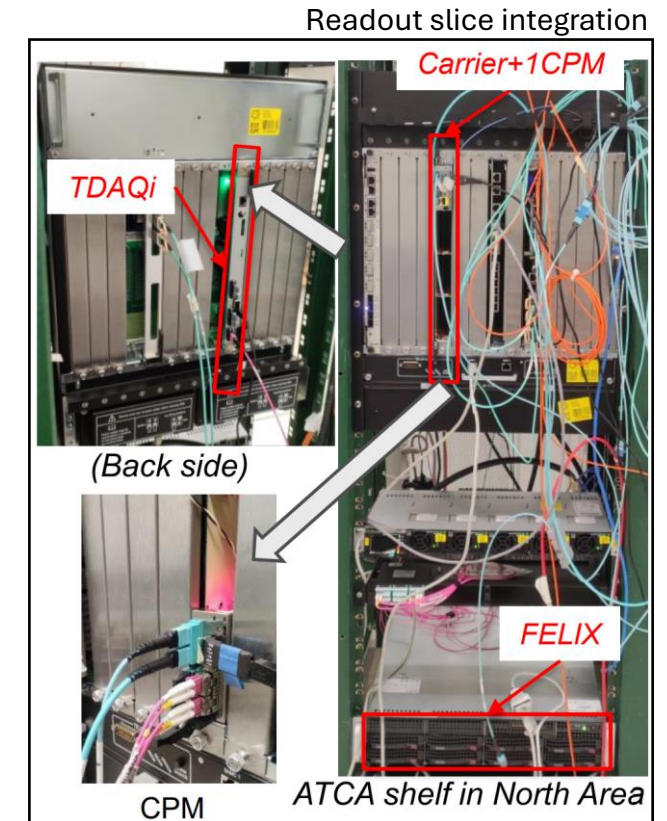 Readout slice integration
Carrier+1CPM
TDAQi
(Back side)
FELIX
CPM
ATCA shelf in North Area